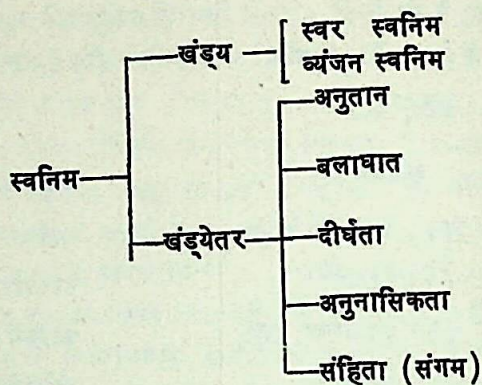 स्वर स्वनिम
खंड्य
व्यंजन स्वनिम
अनुतान
बलाघात
स्वनिम
खंड्येतर
दीर्घता
अनुनासिकता
संहिता (संगम)